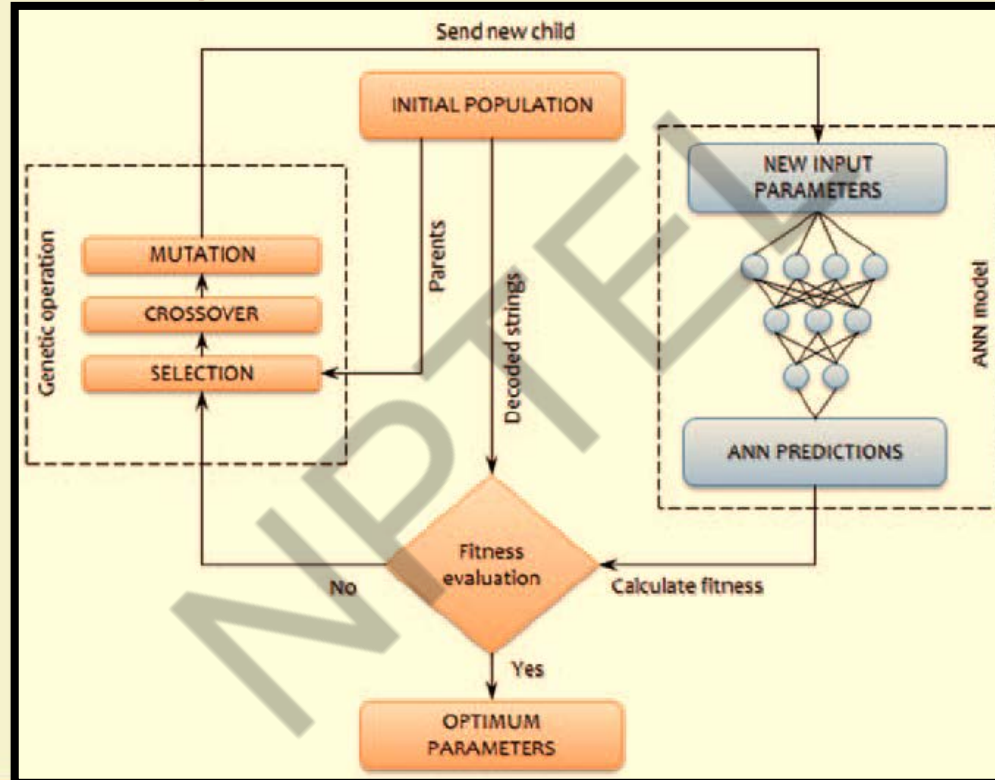 Send new child
INITIAL POPULATION
NEW INPUT
PARAMETERS
Genetic operation
MUTATION
CROSSOVER
SELECTION
Parents
Decoded strings
ANN model
ANN PREDICTIONS
Fitness
evaluation
No
Calculate fitness
Yes
OPTIMUM
PARAMETERS
NPTEL